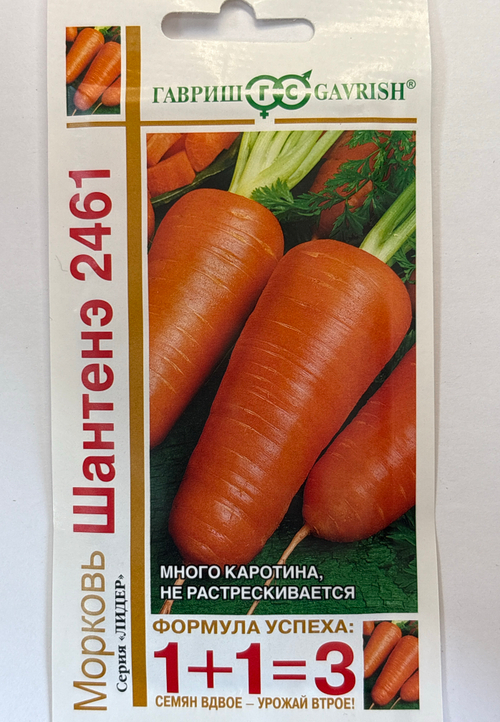 ГАВРИШ ГС GAVRISH®
Морковь Шантенэ 2461
Серия «ЛИДЕР»
МНОГО КАРОТИНА,
НЕ РАСТРЕСКИВАЕТСЯ
ФОРМУЛА УСПЕХА:
1+1=3
СЕМЯН ВДВОЕ – УРОЖАЙ ВТРОЕ!